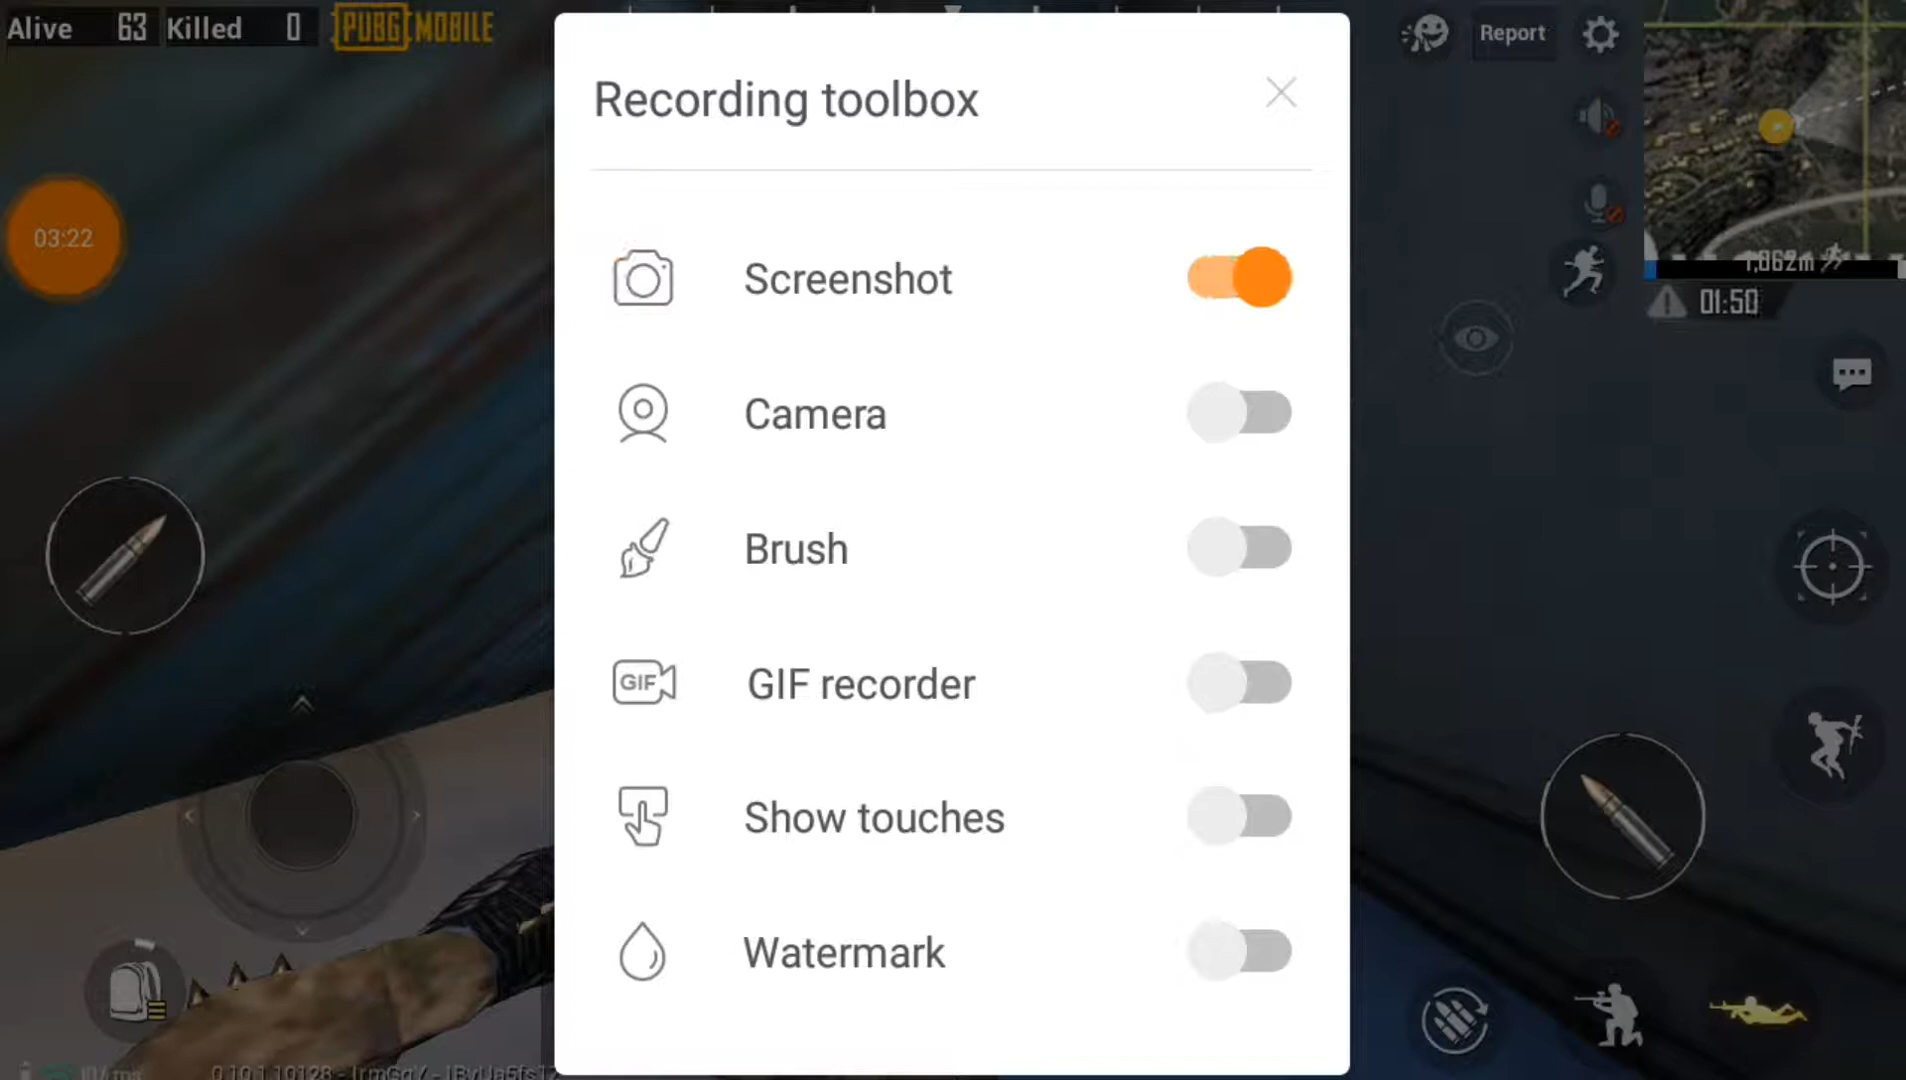 Alive 63 Killed 0 PUBG MOBILE
Recording toolbox
Report
03:22
Screenshot
1,062m
01:50
Camera
Brush
GIF
GIF recorder
Show touches
Watermark